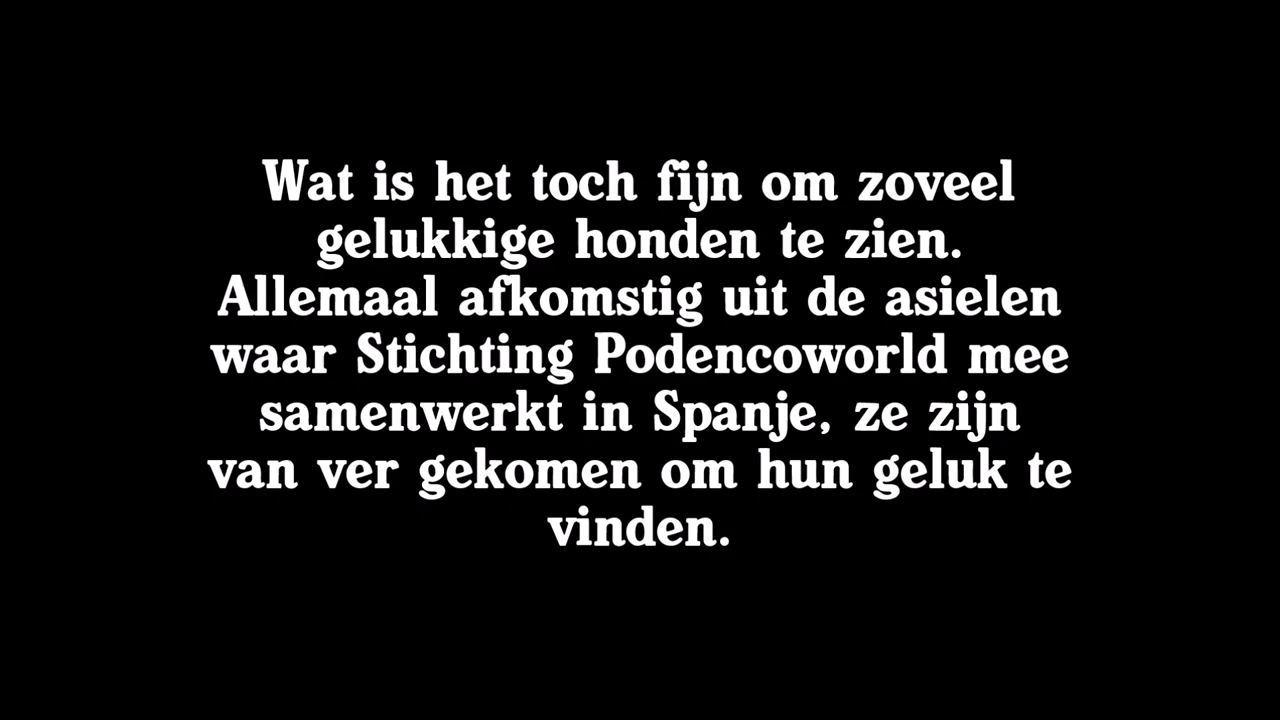 Wat is het toch fijn om zoveel
gelukkige honden te zien.
Allemaal afkomstig uit de asielen
waar Stichting Podencoworld mee
samenwerkt in Spanje, ze zijn
van ver gekomen om hun geluk te
vinden.